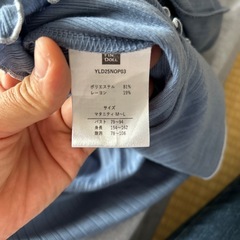 YLD25NOP03
ポリエステル 81%
レーヨン 19%
サイズ
マタニティ M-L
バスト 79-94
身長 154-162